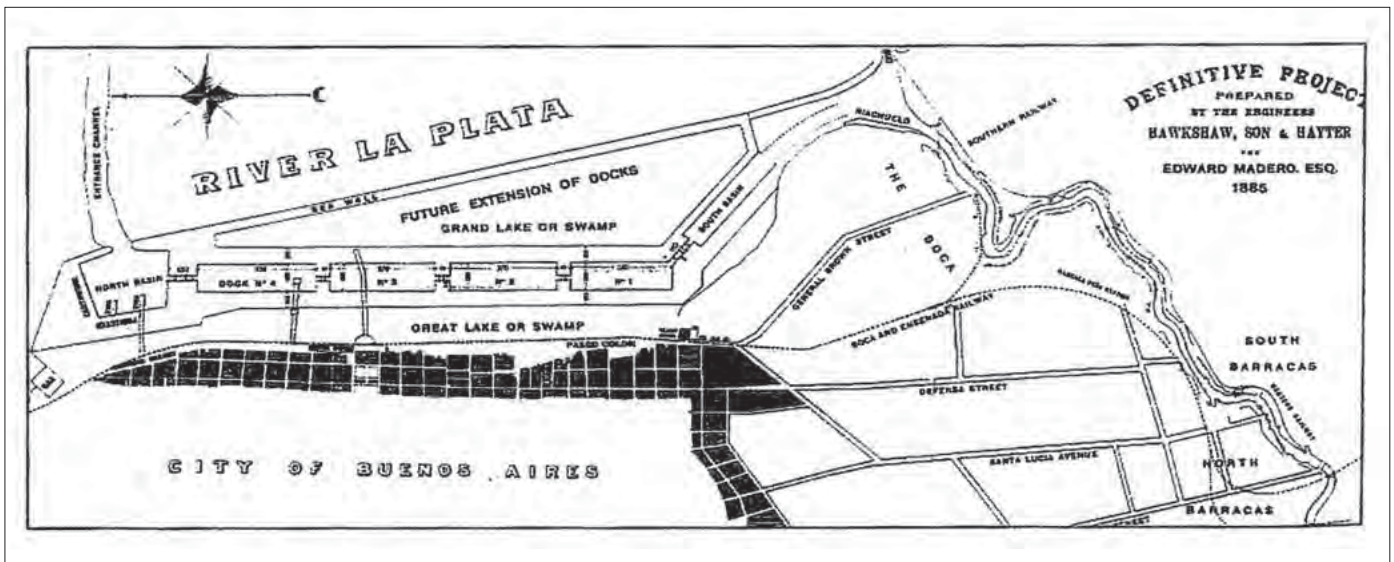 DEFINITIVE PROJECT
PREPARED
BY THE ENGINEERS
HAWKSHAW, SON & HAYTER
FOR
EDWARD MADERO. ESQ.
1885
ENTRANCE CHANNEL
RIVER LA PLATA
SEA WALL
FUTURE EXTENSION OF DOCKS
GRAND LAKE OR SWAMP
SOUTH BASIN
RIACHUELO
SOUTHERN RAILWAY
THE BOCA
GENERAL BROWN STREET
NORTH BASIN
DOCK Nº 4
Nº 3
Nº 2
Nº 1
GREAT LAKE OR SWAMP
PASEO COLON
BOCA AND ENSENADA RAILWAY
GAS
DEFENSA STREET
SOUTH
BARRACAS
CITY OF BUENOS AIRES
SANTA LUCIA AVENUE
NORTH
BARRACAS
STREET